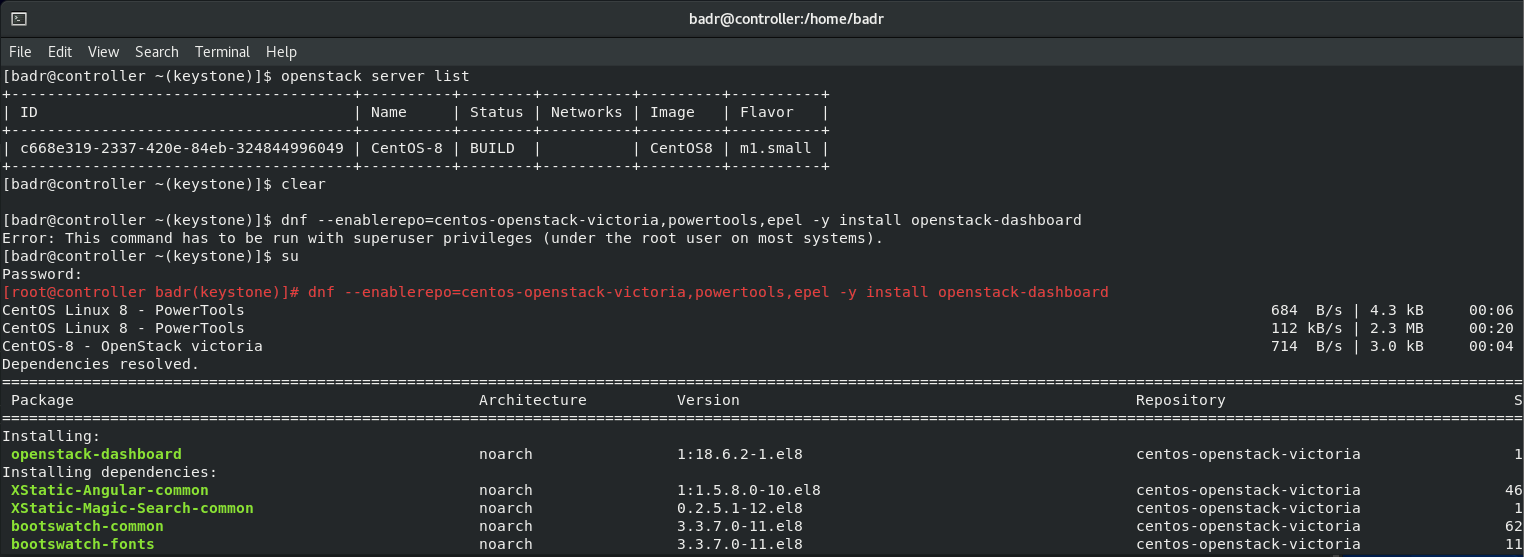 badr@controller:/home/badr
File Edit View Search Terminal Help
[badr@controller ~(keystone)]$ openstack server list
+--------------------------------------+----------+--------+----------+---------+----------+
| ID                                   | Name     | Status | Networks | Image   | Flavor   |
+--------------------------------------+----------+--------+----------+---------+----------+
| c668e319-2337-420e-84eb-324844996049 | CentOS-8 | BUILD  |          | CentOS8 | m1.small |
+--------------------------------------+----------+--------+----------+---------+----------+
[badr@controller ~(keystone)]$ clear
[badr@controller ~(keystone)]$ dnf --enablerepo=centos-openstack-victoria,powertools,epel -y install openstack-dashboard
Error: This command has to be run with superuser privileges (under the root user on most systems).
[badr@controller ~(keystone)]$ su
Password:
[root@controller badr(keystone)]# dnf --enablerepo=centos-openstack-victoria,powertools,epel -y install openstack-dashboard
CentOS Linux 8 - PowerTools 684 B/s | 4.3 kB 00:06
CentOS Linux 8 - PowerTools 112 kB/s | 2.3 MB 00:20
CentOS-8 - OpenStack victoria 714 B/s | 3.0 kB 00:04
Dependencies resolved.
================================================================================
Package Architecture Version Repository S
================================================================================
Installing:
openstack-dashboard noarch 1:18.6.2-1.el8 centos-openstack-victoria 1
Installing dependencies:
XStatic-Angular-common noarch 1:1.5.8.0-10.el8 centos-openstack-victoria 46
XStatic-Magic-Search-common noarch 0.2.5.1-12.el8 centos-openstack-victoria 1
bootswatch-common noarch 3.3.7.0-11.el8 centos-openstack-victoria 62
bootswatch-fonts noarch 3.3.7.0-11.el8 centos-openstack-victoria 11